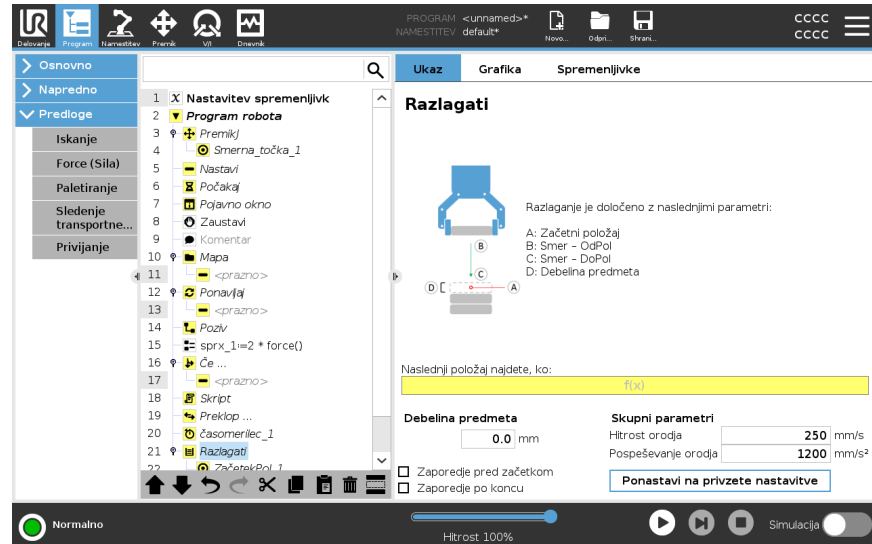 PROGRAM <unnamed>*
NAMESTITEV default*
Delovanje Program Namestitev Premik V/I Dnevnik
Novo... Odpri... Shrani...
CCCC
CCCC
Osnovno
Napredno
Predloge
Iskanje
Force (Sila)
Paletiranje
Sledenje
transportne...
Privijanje
1 X Nastavitev spremenljivk
2 Program robota
3 PremikJ
4 Smerna_točka_1
5 Nastavi
6 Počakaj
7 Pojavno okno
8 Zaustavi
9 Komentar
10 Mapa
11 <prazno>
12 Ponavljaj
13 <prazno>
14 Poziv
15 sprx_1≔2 * force()
16 Če ...
17 <prazno>
18 Skript
19 Preklop ...
20 časomerilec_1
21 Razlagati
22 ZačetekPol_1
Ukaz Grafika Spremenljivke
Razlagati
B
C
D
A
Razlaganje je določeno z naslednjimi parametri:
A: Začetni položaj
B: Smer - OdPol
C: Smer - DoPol
D: Debelina predmeta
Naslednji položaj najdete, ko:
f(x)
Debelina predmeta
0.0 mm
Skupni parametri
Hitrost orodja 250 mm/s
Pospeševanje orodja 1200 mm/s²
Zaporedje pred začetkom
Zaporedje po koncu
Ponastavi na privzete nastavitve
Normalno
Hitrost 100%
Simulacija